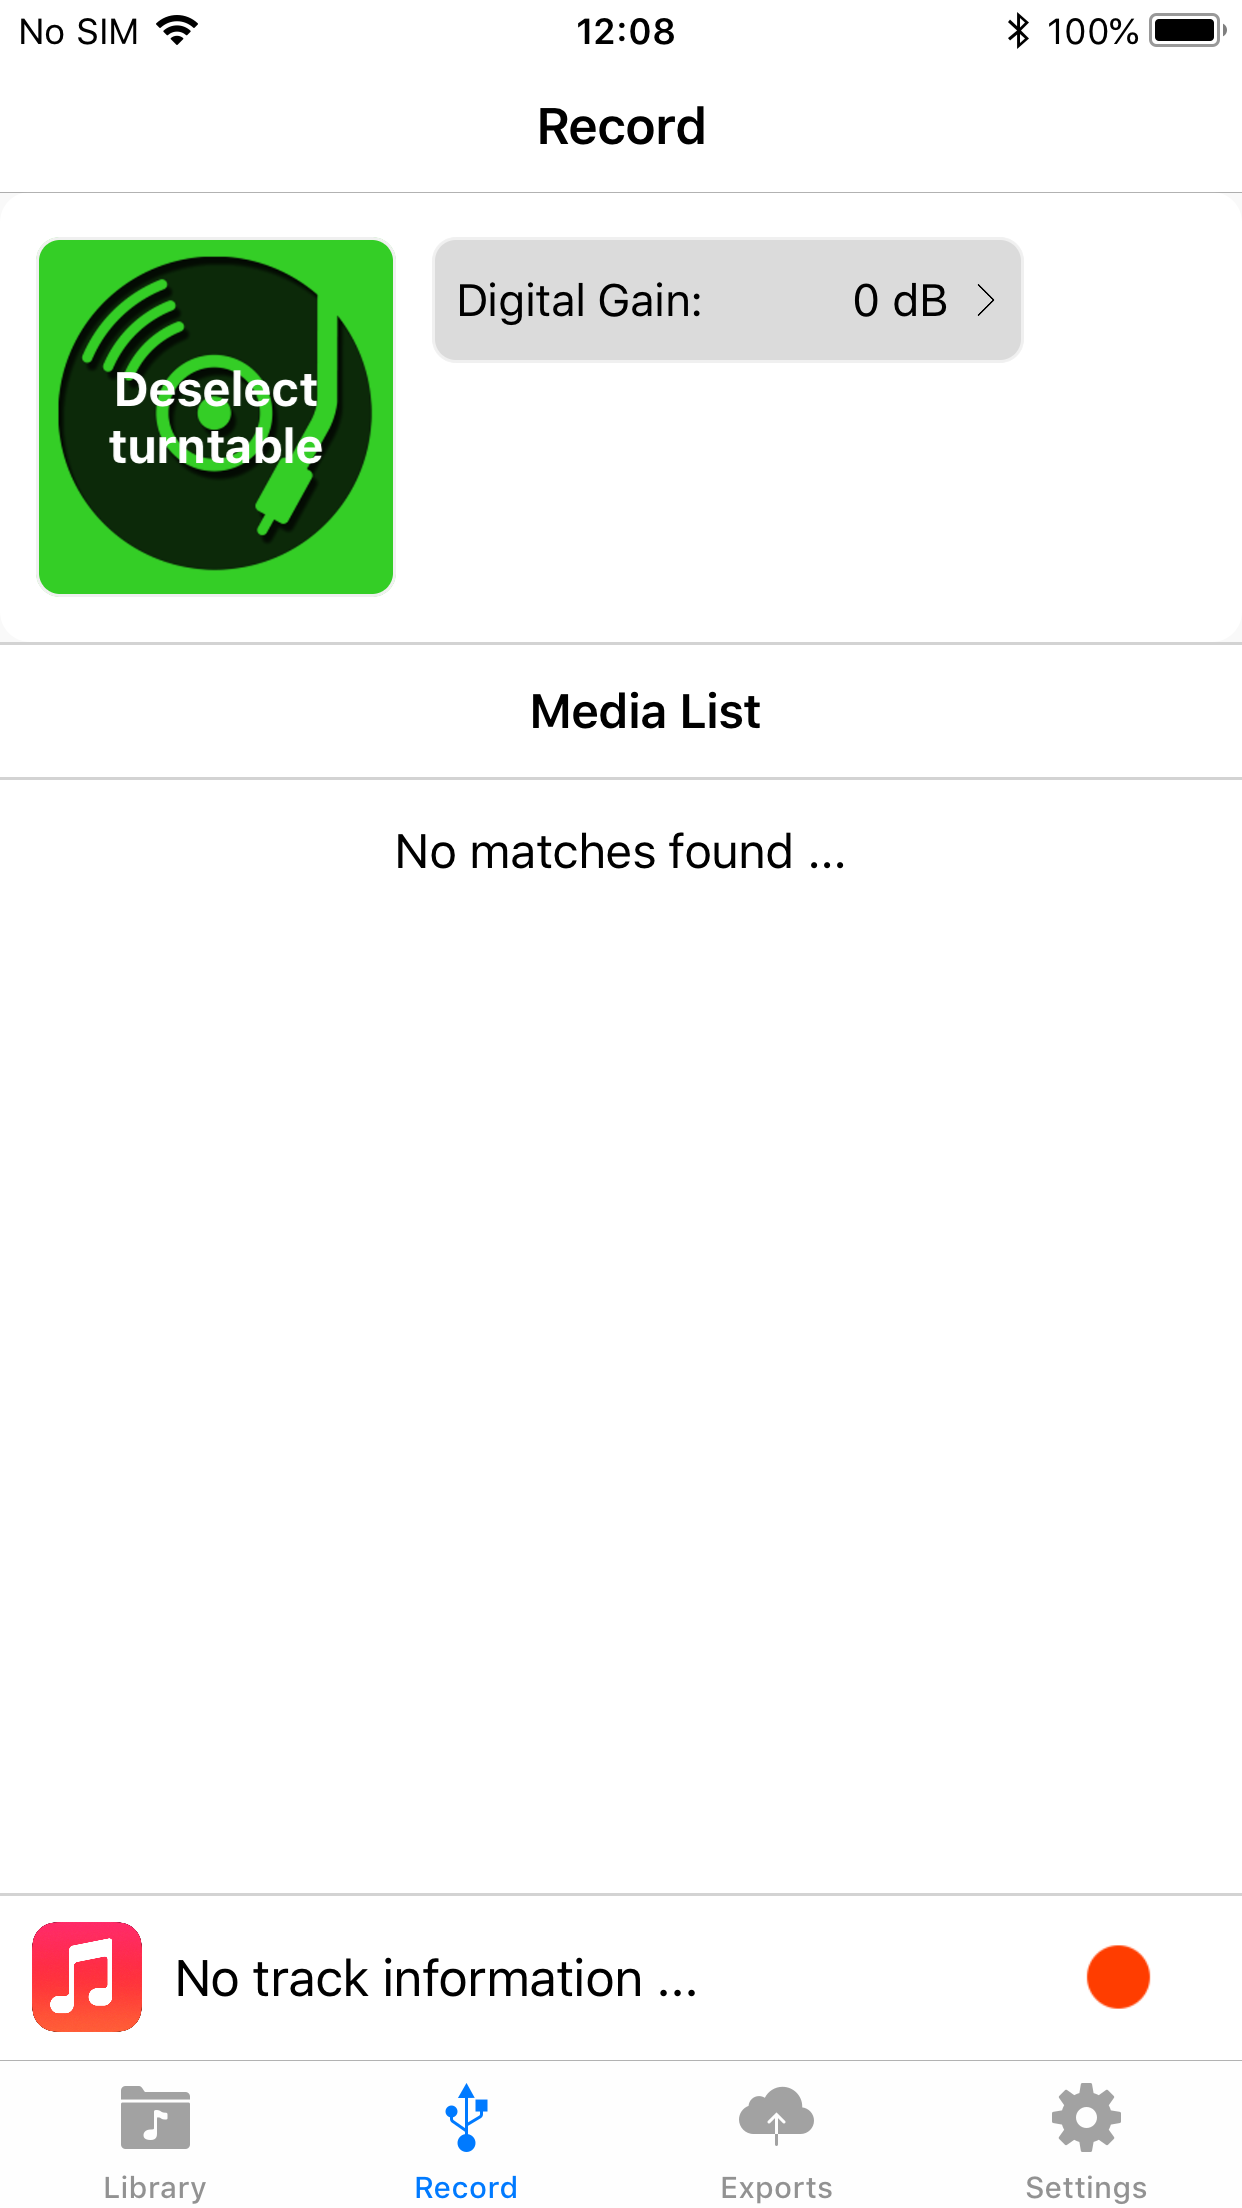 No SIM 12:08 100%
Record
Deselect
turntable
Digital Gain: 0 dB
Media List
No matches found ...
No track information ...
Library Record Exports Settings